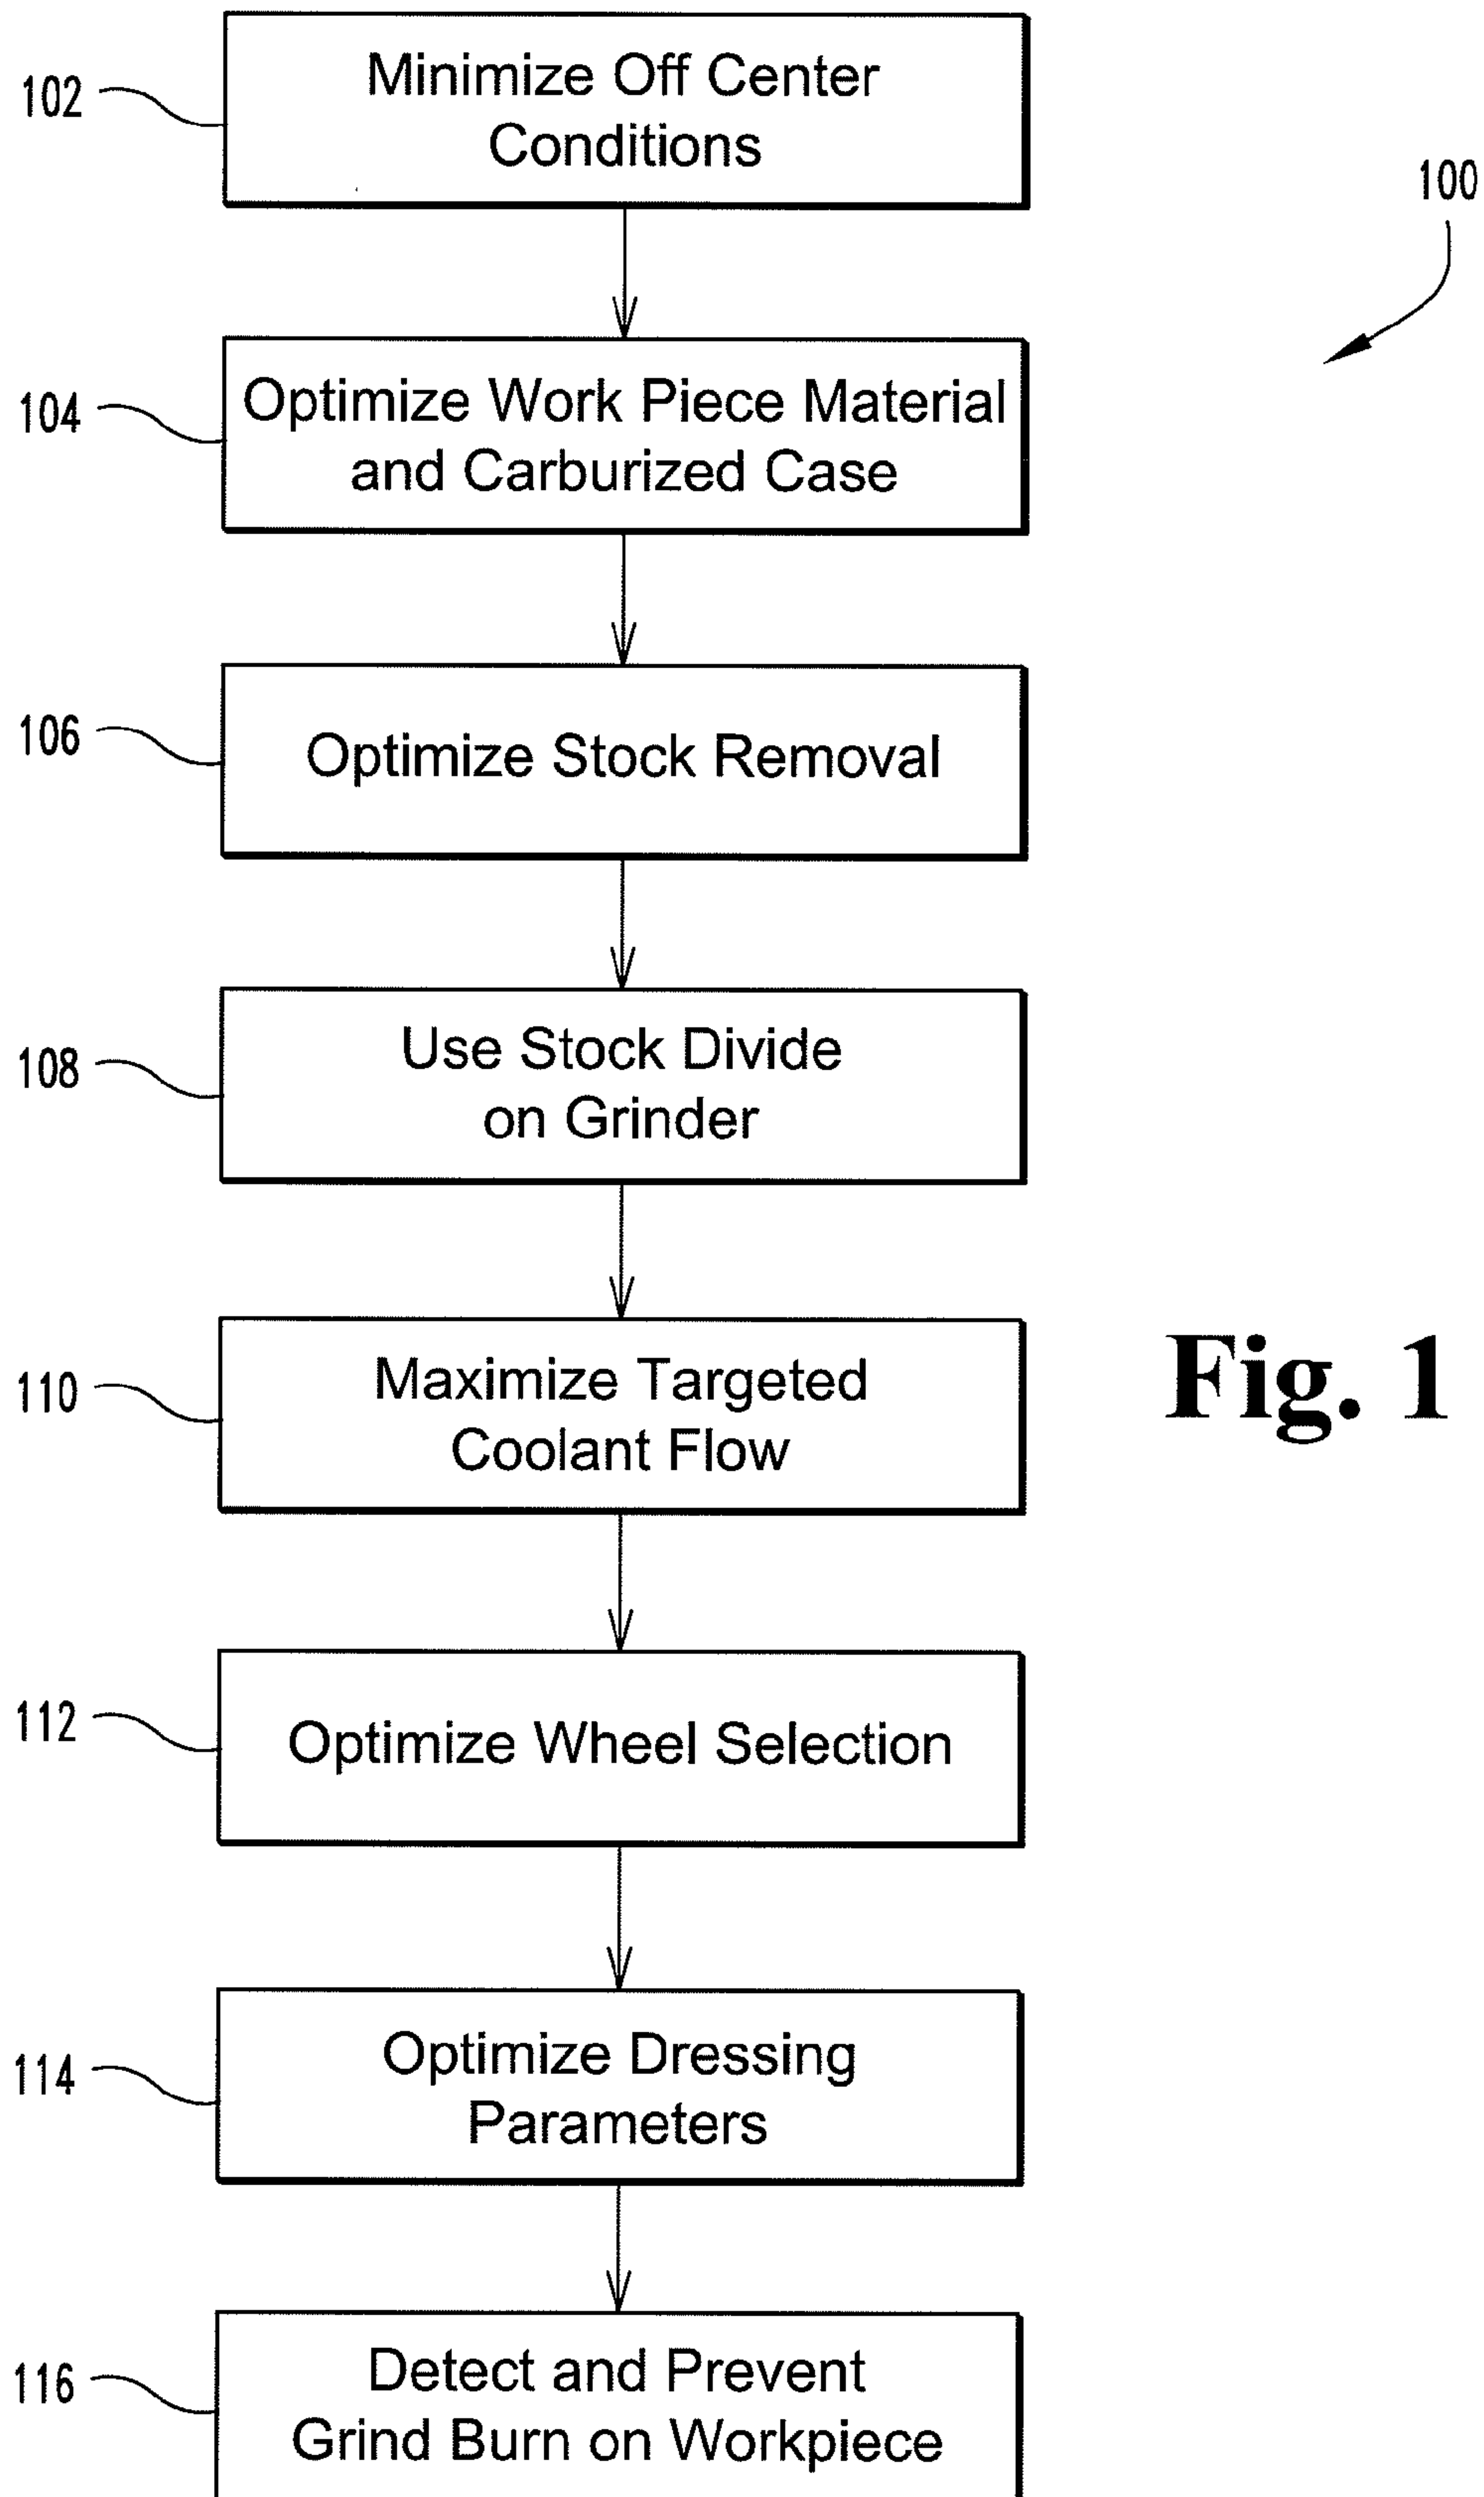 102
Minimize Off Center
Conditions
100
104
Optimize Work Piece Material
and Carburized Case
106
Optimize Stock Removal
108
Use Stock Divide
on Grinder
110
Maximize Targeted
Coolant Flow
Fig. 1
112
Optimize Wheel Selection
114
Optimize Dressing
Parameters
116
Detect and Prevent
Grind Burn on Workpiece